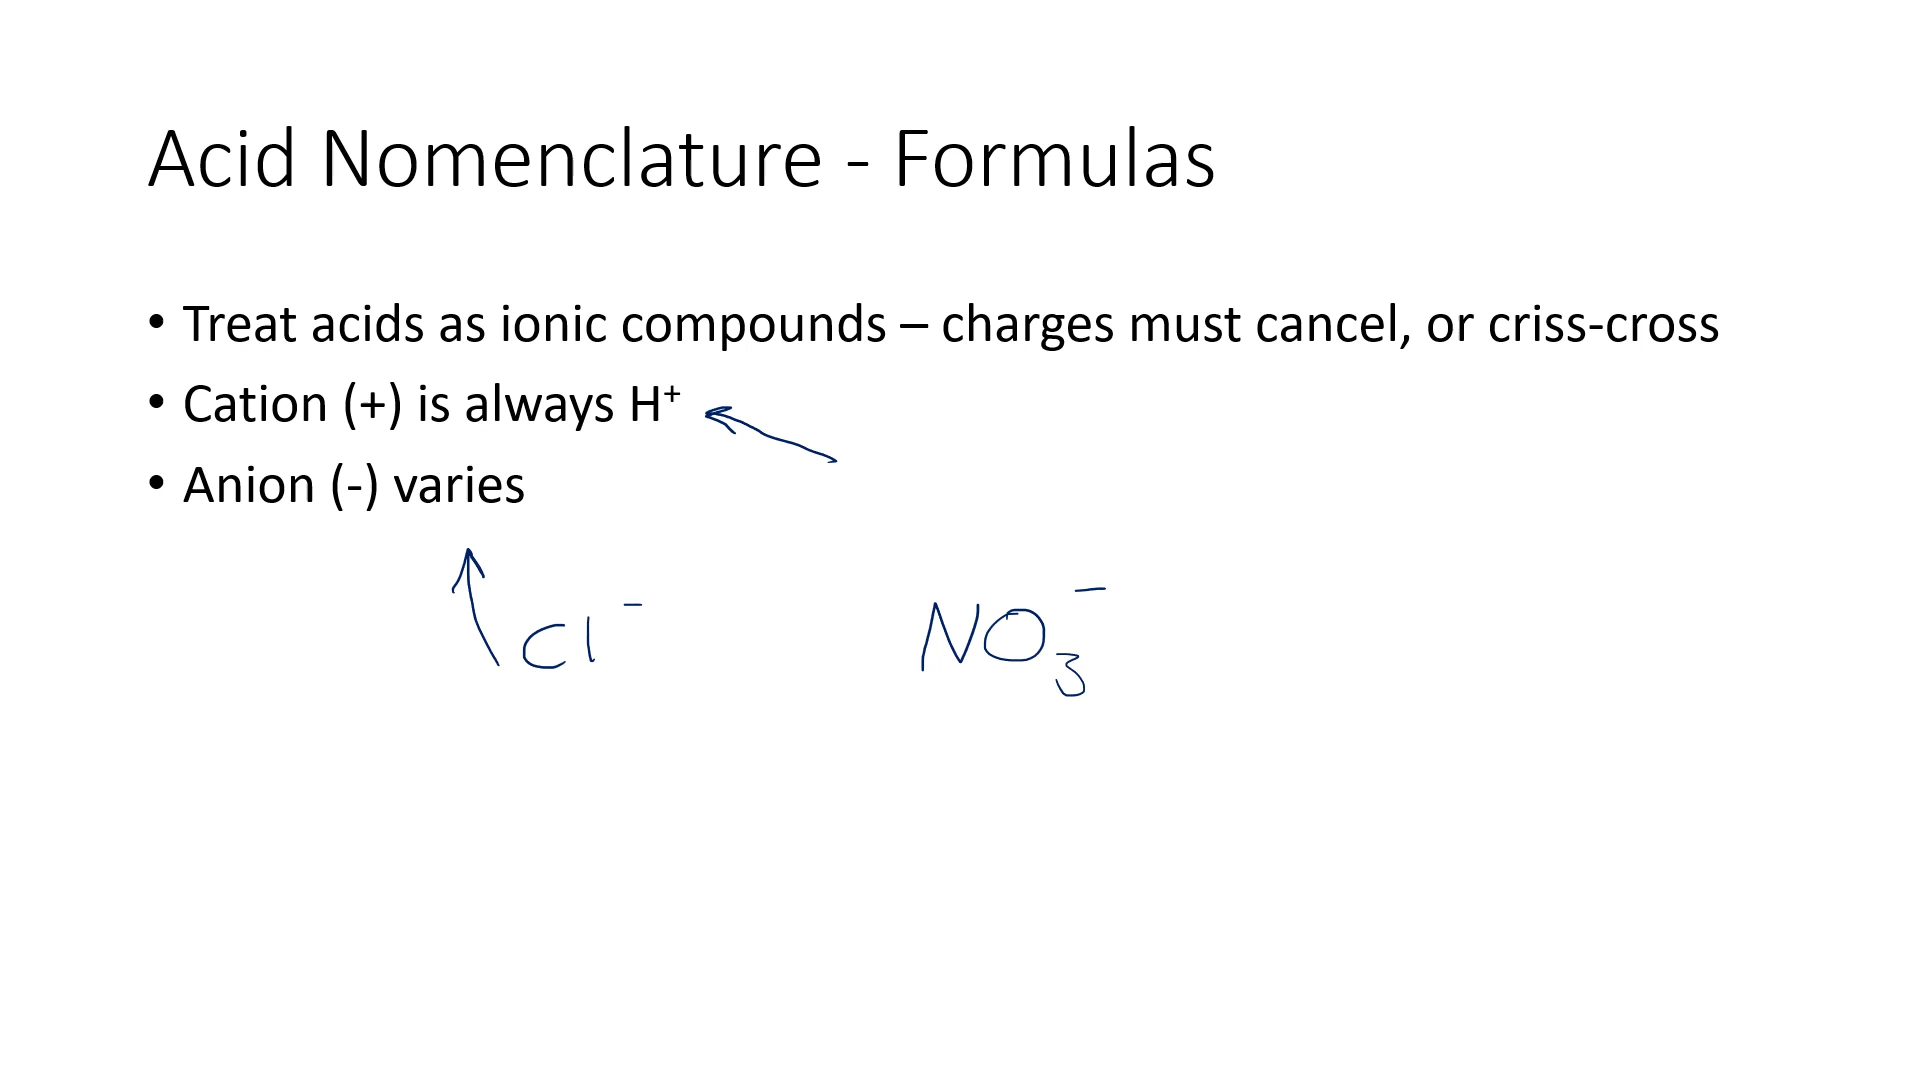 Acid Nomenclature - Formulas
• Treat acids as ionic compounds – charges must cancel, or criss-cross
• Cation (+) is always H⁺
• Anion (-) varies
Cl⁻ NO₃⁻